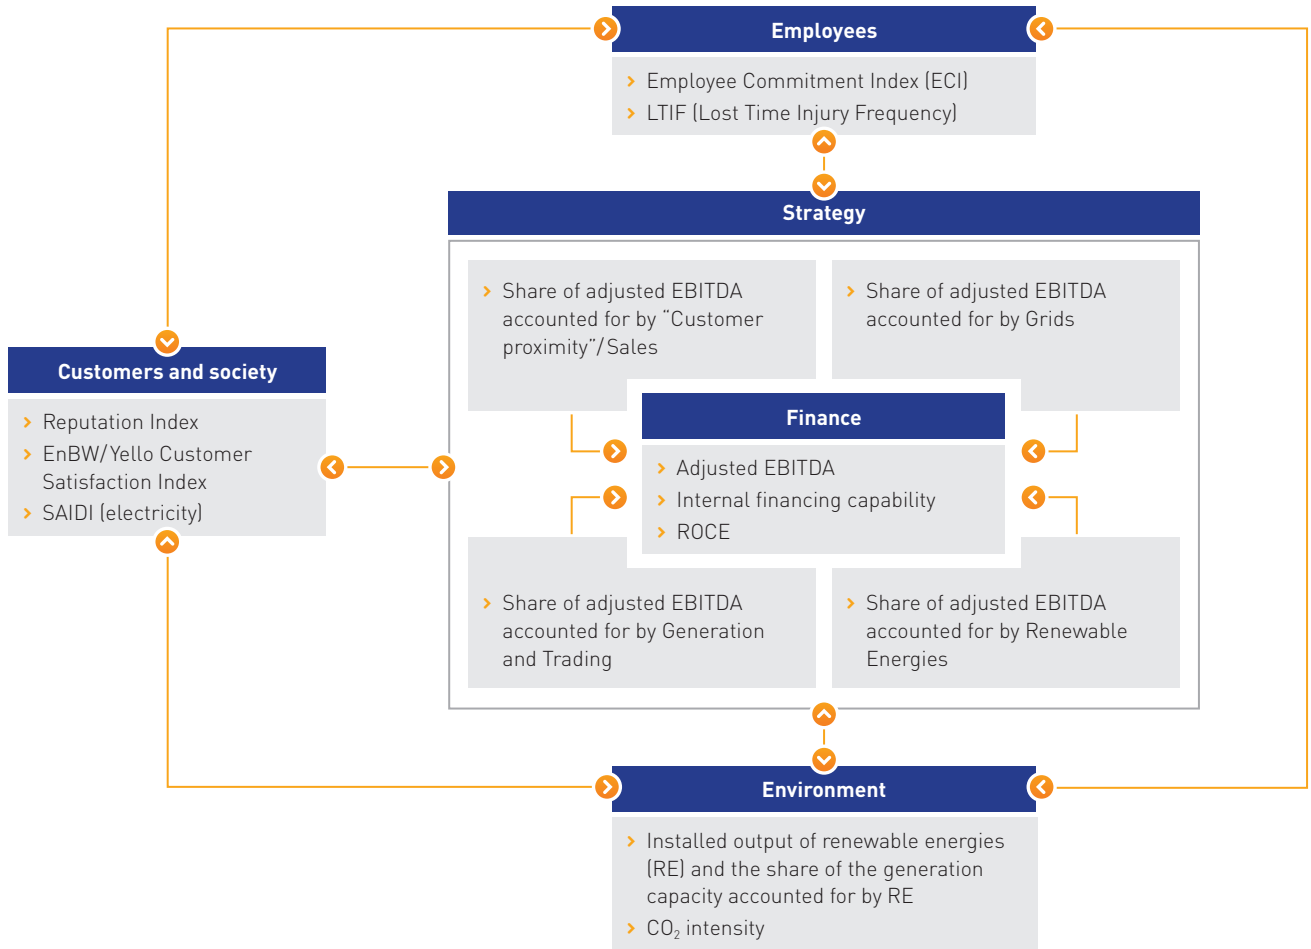 Employees
Employee Commitment Index (ECI)
LTIF (Lost Time Injury Frequency)
Strategy
Share of adjusted EBITDA
accounted for by “Customer
proximity”/Sales
Share of adjusted EBITDA
accounted for by Grids
Customers and society
Reputation Index
EnBW/Yello Customer
Satisfaction Index
SAIDI (electricity)
Finance
Adjusted EBITDA
Internal financing capability
ROCE
Share of adjusted EBITDA
accounted for by Generation
and Trading
Share of adjusted EBITDA
accounted for by Renewable
Energies
Environment
Installed output of renewable energies
(RE) and the share of the generation
capacity accounted for by RE
CO₂ intensity